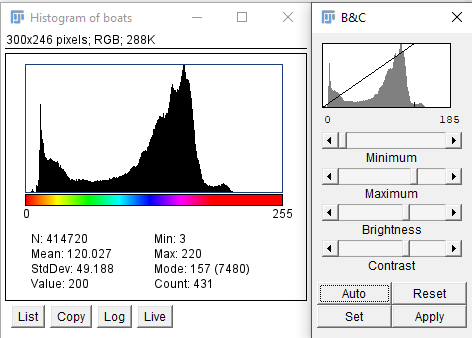 Histogram of boats
300x246 pixels; RGB; 288K
0 255
N: 414720 Min: 3
Mean: 120.027 Max: 220
StdDev: 49.188 Mode: 157 (7480)
Value: 200 Count: 431
List Copy Log Live
B&C
0 185
Minimum
Maximum
Brightness
Contrast
Auto Reset
Set Apply